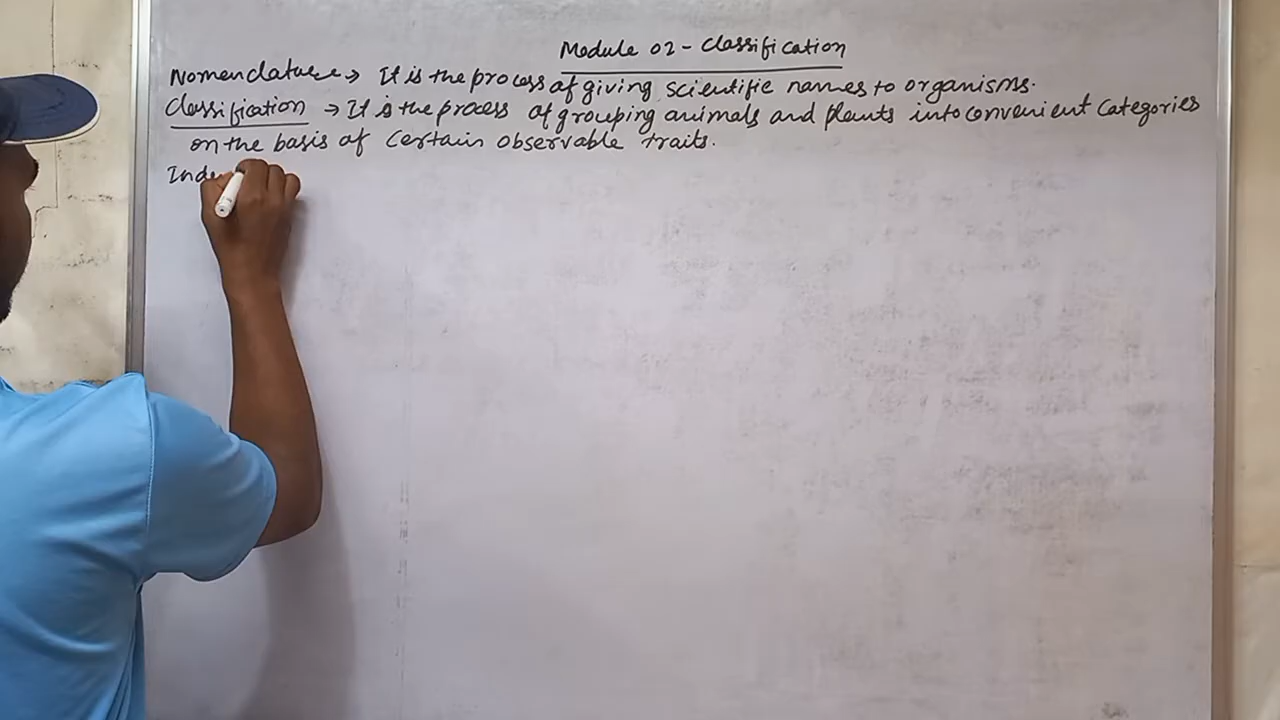 Module 02 - Classification
Nomenclature → It is the process of giving scientific names to organisms.
Classification → It is the process of grouping animals and plants into convenient categories
on the basis of certain observable traits.
Inde